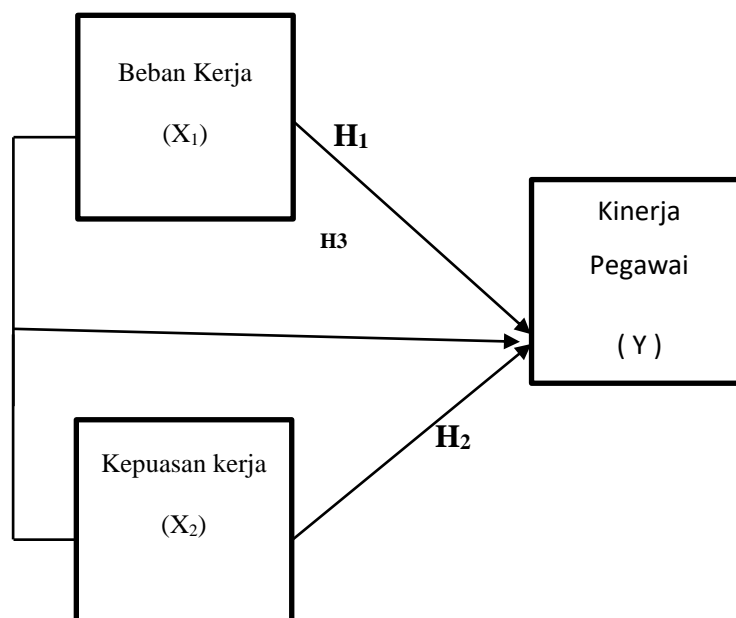 Beban Kerja
(X₁)
H₁
Kinerja
Pegawai
( Y )
H3
Kepuasan kerja
(X₂)
H₂